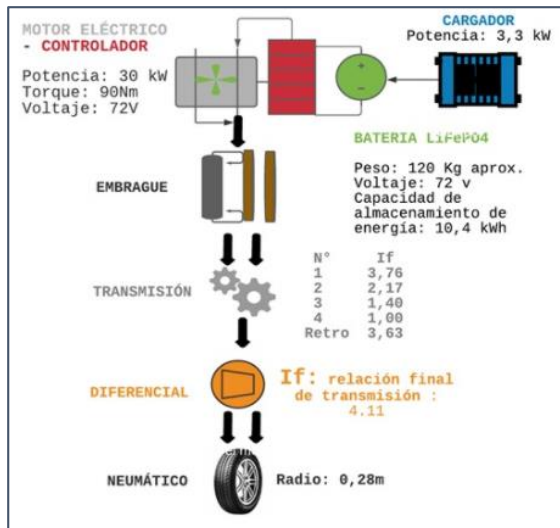 MOTOR ELÉCTRICO
- CONTROLADOR
Potencia: 30 kW
Torque: 90Nm
Voltaje: 72V
CARGADOR
Potencia: 3,3 kW
BATERIA LiFePO4
Peso: 120 Kg aprox.
Voltaje: 72 v
Capacidad de
almacenamiento de
energía: 10,4 kWh
EMBRAGUE
N° If
1 3,76
2 2,17
3 1,40
4 1,00
Retro 3,63
TRANSMISIÓN
DIFERENCIAL
If: relación final
de transmisión :
4.11
NEUMÁTICO
Radio: 0,28m